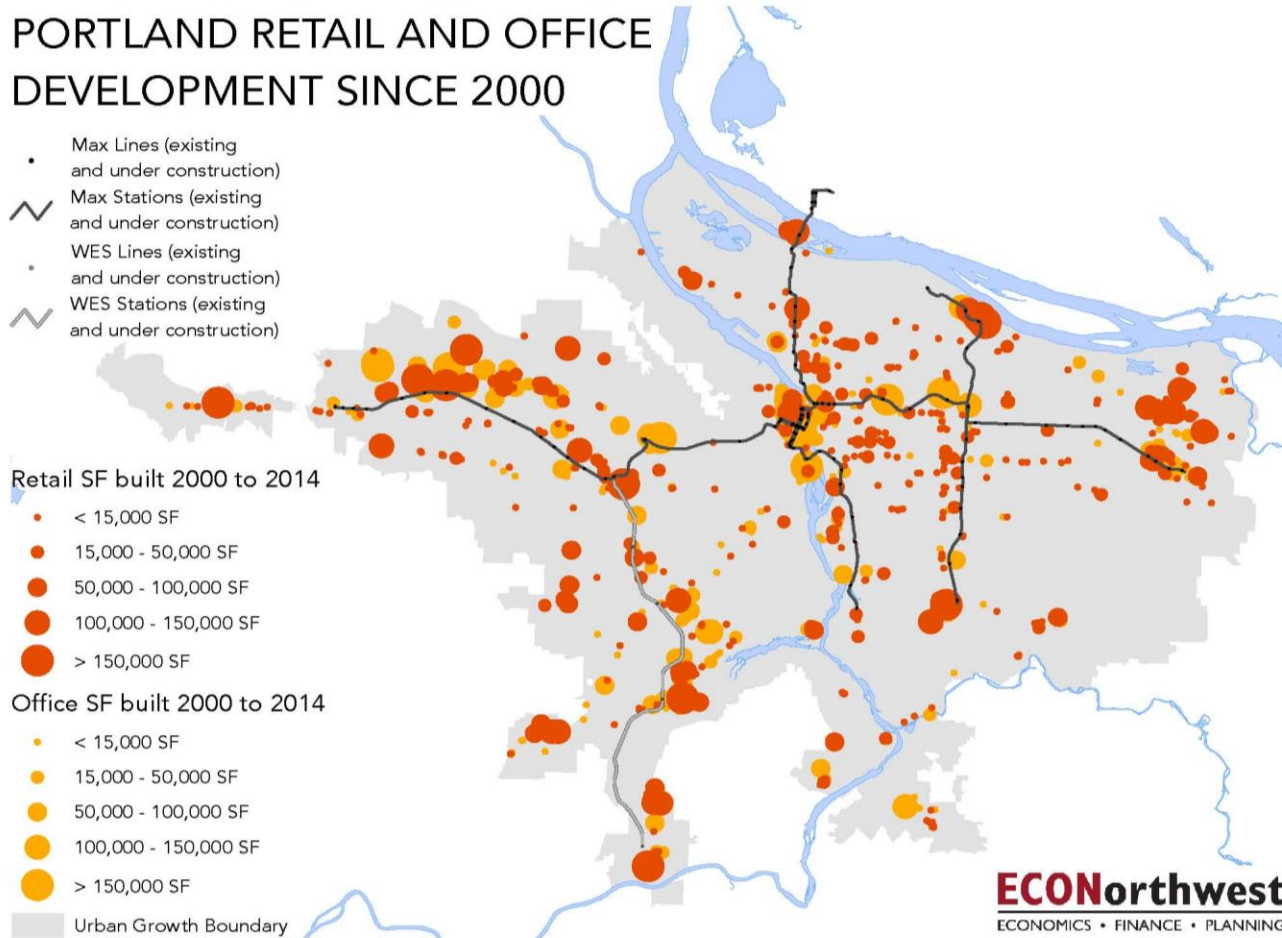 PORTLAND RETAIL AND OFFICE
DEVELOPMENT SINCE 2000
Max Lines (existing
and under construction)
Max Stations (existing
and under construction)
WES Lines (existing
and under construction)
WES Stations (existing
and under construction)
Retail SF built 2000 to 2014
< 15,000 SF
15,000 - 50,000 SF
50,000 - 100,000 SF
100,000 - 150,000 SF
> 150,000 SF
Office SF built 2000 to 2014
< 15,000 SF
15,000 - 50,000 SF
50,000 - 100,000 SF
100,000 - 150,000 SF
> 150,000 SF
Urban Growth Boundary
ECONorthwest
ECONOMICS • FINANCE • PLANNING